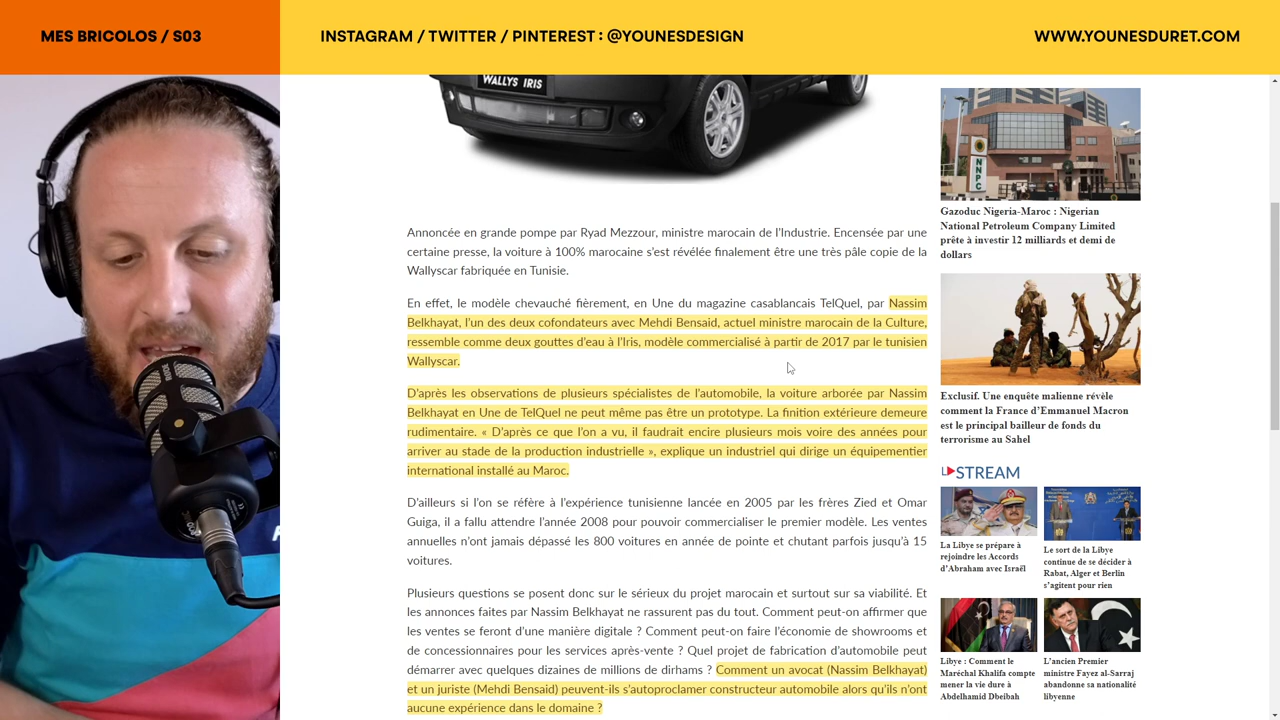 MES BRICOLOS / S03
INSTAGRAM / TWITTER / PINTEREST : @YOUNESDESIGN
WWW.YOUNESDURET.COM
WALLYS IRIS
Annoncée en grande pompe par Ryad Mezzour, ministre marocain de l'Industrie. Encensée par une
certaine presse, la voiture à 100% marocaine s'est révélée finalement être une très pâle copie de la
Wallyscar fabriquée en Tunisie.
En effet, le modèle chevauché fièrement, en Une du magazine casablancais TelQuel, par Nassim
Belkhayat, l'un des deux cofondateurs avec Mehdi Bensaid, actuel ministre marocain de la Culture,
ressemble comme deux gouttes d'eau à l'Iris, modèle commercialisé à partir de 2017 par le tunisien
Wallyscar.
D'après les observations de plusieurs spécialistes de l'automobile, la voiture arborée par Nassim
Belkhayat en Une de TelQuel ne peut même pas être un prototype. La finition extérieure demeure
rudimentaire. « D'après ce que l'on a vu, il faudrait encire plusieurs mois voire des années pour
arriver au stade de la production industrielle », explique un industriel qui dirige un équipementier
international installé au Maroc.
D'ailleurs si l'on se réfère à l'expérience tunisienne lancée en 2005 par les frères Zied et Omar
Guiga, il a fallu attendre l'année 2008 pour pouvoir commercialiser le premier modèle. Les ventes
annuelles n'ont jamais dépassé les 800 voitures en année de pointe et chutant parfois jusqu'à 15
voitures.
Plusieurs questions se posent donc sur le sérieux du projet marocain et surtout sur sa viabilité. Et
les annonces faites par Nassim Belkhayat ne rassurent pas du tout. Comment peut-on affirmer que
les ventes se feront d'une manière digitale ? Comment peut-on faire l'économie de showrooms et
de concessionnaires pour les services après-vente ? Quel projet de fabrication d'automobile peut
démarrer avec quelques dizaines de millions de dirhams ? Comment un avocat (Nassim Belkhayat)
et un juriste (Mehdi Bensaid) peuvent-ils s'autoproclamer constructeur automobile alors qu'ils n'ont
aucune expérience dans le domaine ?
NNPC
Gazoduc Nigeria-Maroc : Nigerian
National Petroleum Company Limited
prête à investir 12 milliards et demi de
dollars
Exclusif. Une enquête malienne révèle
comment la France d'Emmanuel Macron
est le principal bailleur de fonds du
terrorisme au Sahel
STREAM
La Libye se prépare à
rejoindre les Accords
d'Abraham avec Israël
Le sort de la Libye
continue de se décider à
Rabat, Alger et Berlin
s'agitent pour rien
Libye : Comment le
Maréchal Khalifa compte
mener la vie dure à
Abdelhamid Dbeibah
L'ancien Premier
ministre Fayez al-Sarraj
abandonne sa nationalité
libyenne